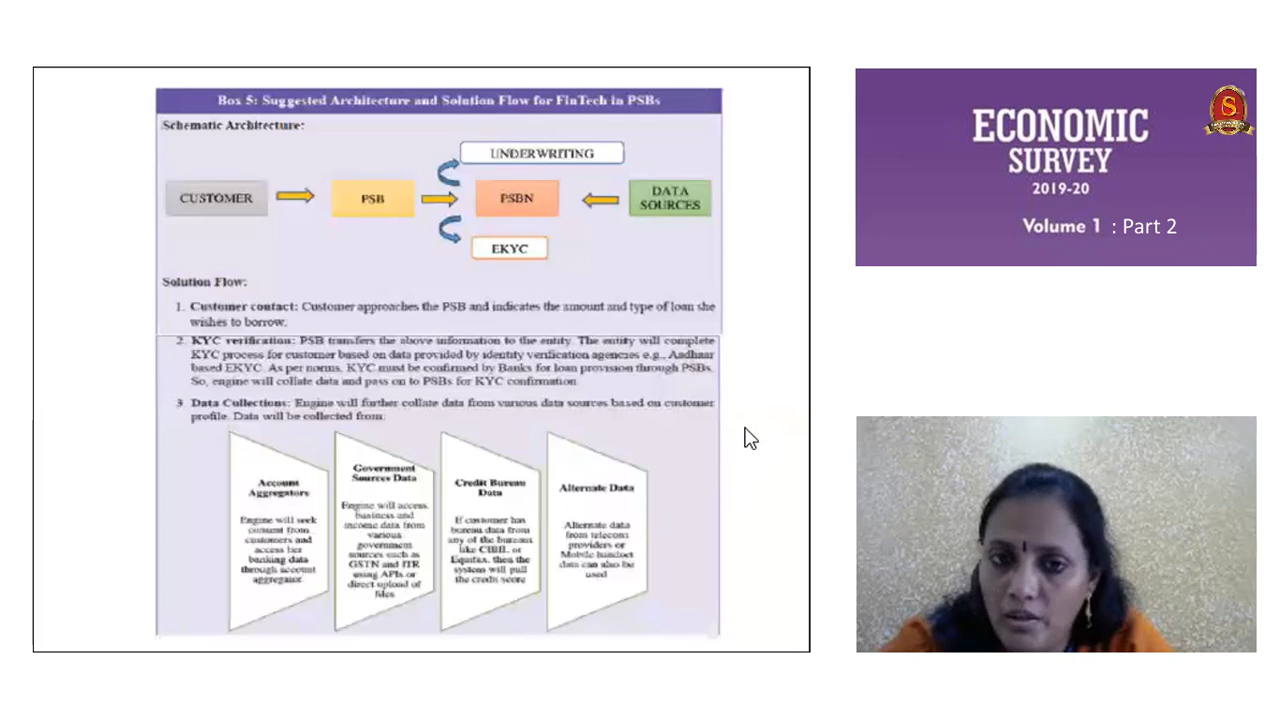 Box 5: Suggested Architecture and Solution Flow for FinTech in PSBs
Schematic Architecture:
UNDERWRITING
CUSTOMER
PSB
PSBN
DATA
SOURCES
EKYC
Solution Flow:
1. Customer contact: Customer approaches the PSB and indicates the amount and type of loan she
wishes to borrow.
2. KYC verification: PSB transfers the above information to the entity. The entity will complete
KYC process for customer based on data provided by identity verification agencies e.g., Aadhaar
based EKYC. As per norms, KYC must be confirmed by Banks for loan provision through PSBs.
So, engine will collate data and pass on to PSBs for KYC confirmation
3 Data Collections: Engine will further collate data from various data sources based on customer
profile. Data will be collected from:
Account
Aggregators
Engine will seek
consent from
customers and
access her
banking data
through account
aggregator
Government
Sources Data
Engine will access
business and
income data from
various
government
sources such as
GSTN and ITR
using APIs or
direct upload of
files
Credit Bureau
Data
If customer has
bureau data from
any of the bureaus
like CIBIL or
Equifax, then the
system will pull
the credit score
Alternate Data
Alternate data
from telecom
providers or
Mobile handset
data can also be
used
ECONOMIC
SURVEY
2019-20
Volume 1 : Part 2
S